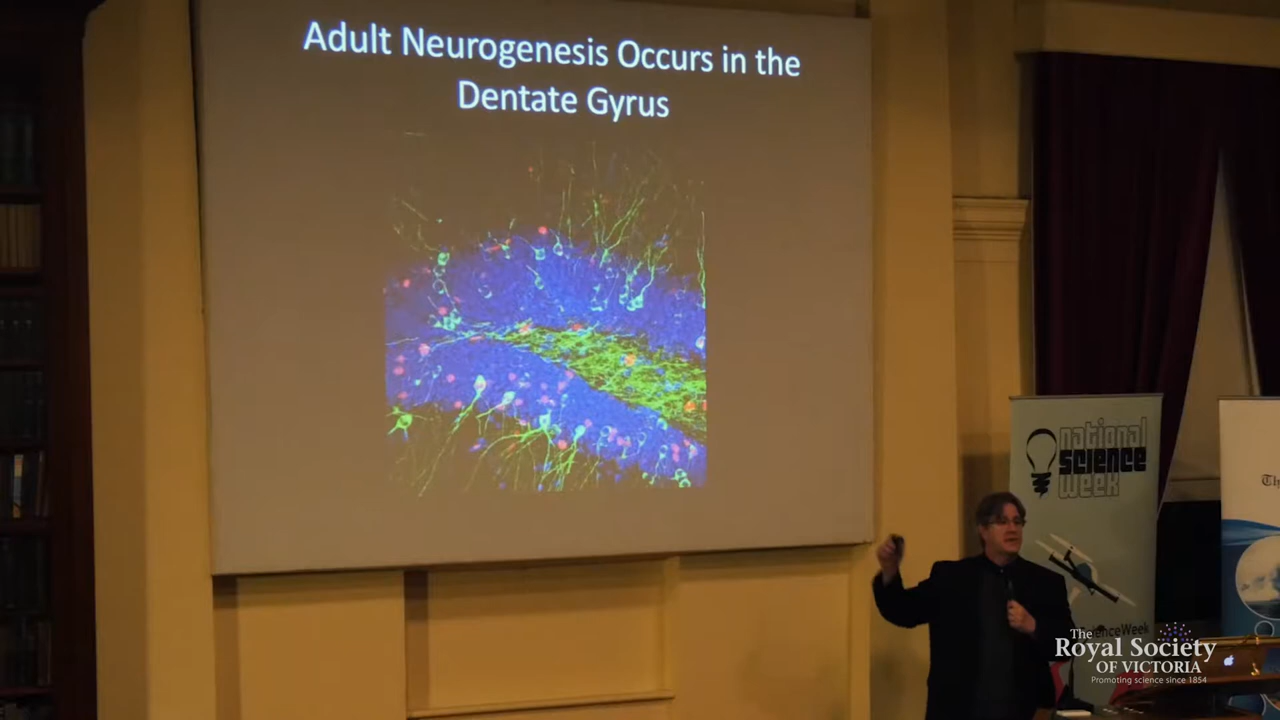 Adult Neurogenesis Occurs in the
Dentate Gyrus
national
science
week
The
Royal Society
OF VICTORIA
Promoting science since 1854